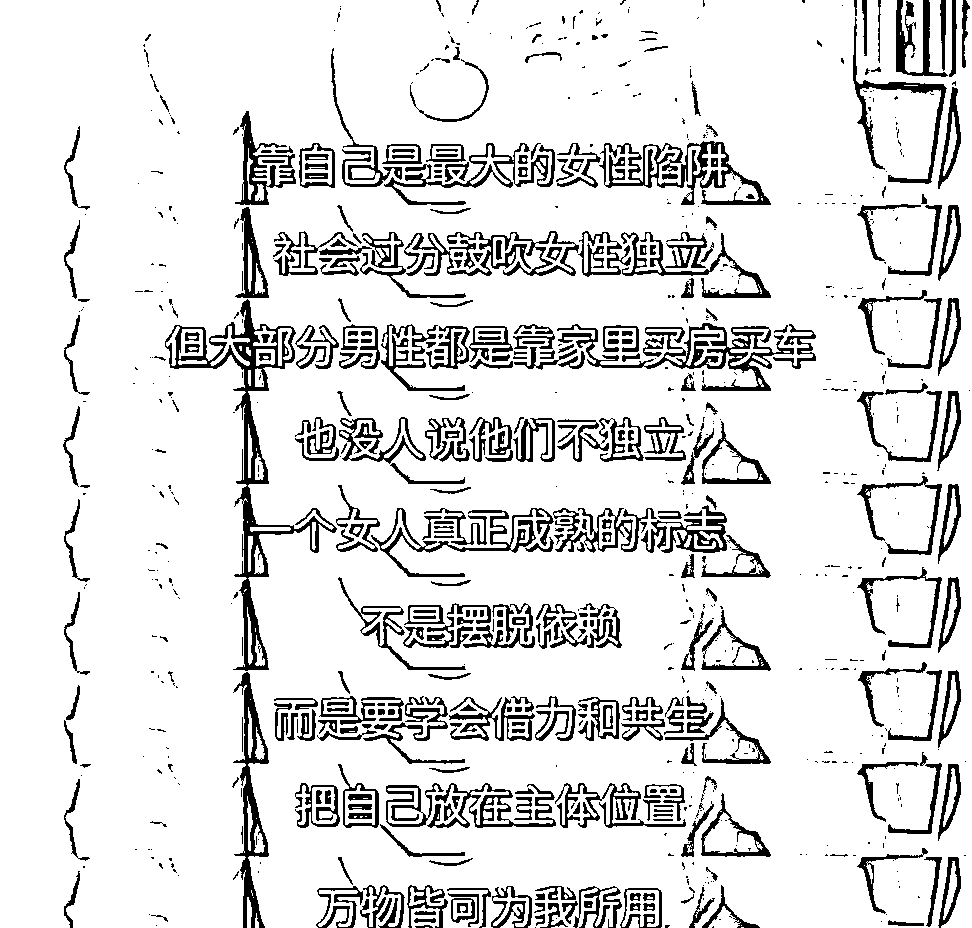 靠自己是最大的女性陷阱
社会过分鼓吹女性独立
但大部分男性都是靠家里买房买车
也没人说他们不独立
一个女人真正成熟的标志
不是摆脱依赖
而是要学会借力和共生
把自己放在主体位置
万物皆可为我所用